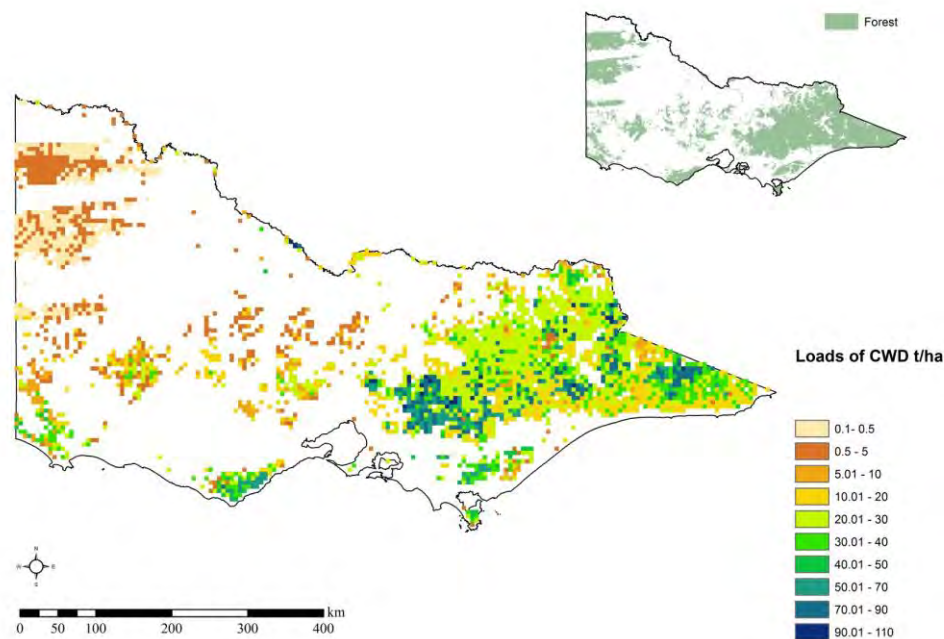 Forest
Loads of CWD t/ha
0.1- 0.5
0.5 - 5
5.01 - 10
10.01 - 20
20.01 - 30
30.01 - 40
40.01 - 50
50.01 - 70
70.01 - 90
90.01 - 110
N
W E
S
km
0 50 100 200 300 400